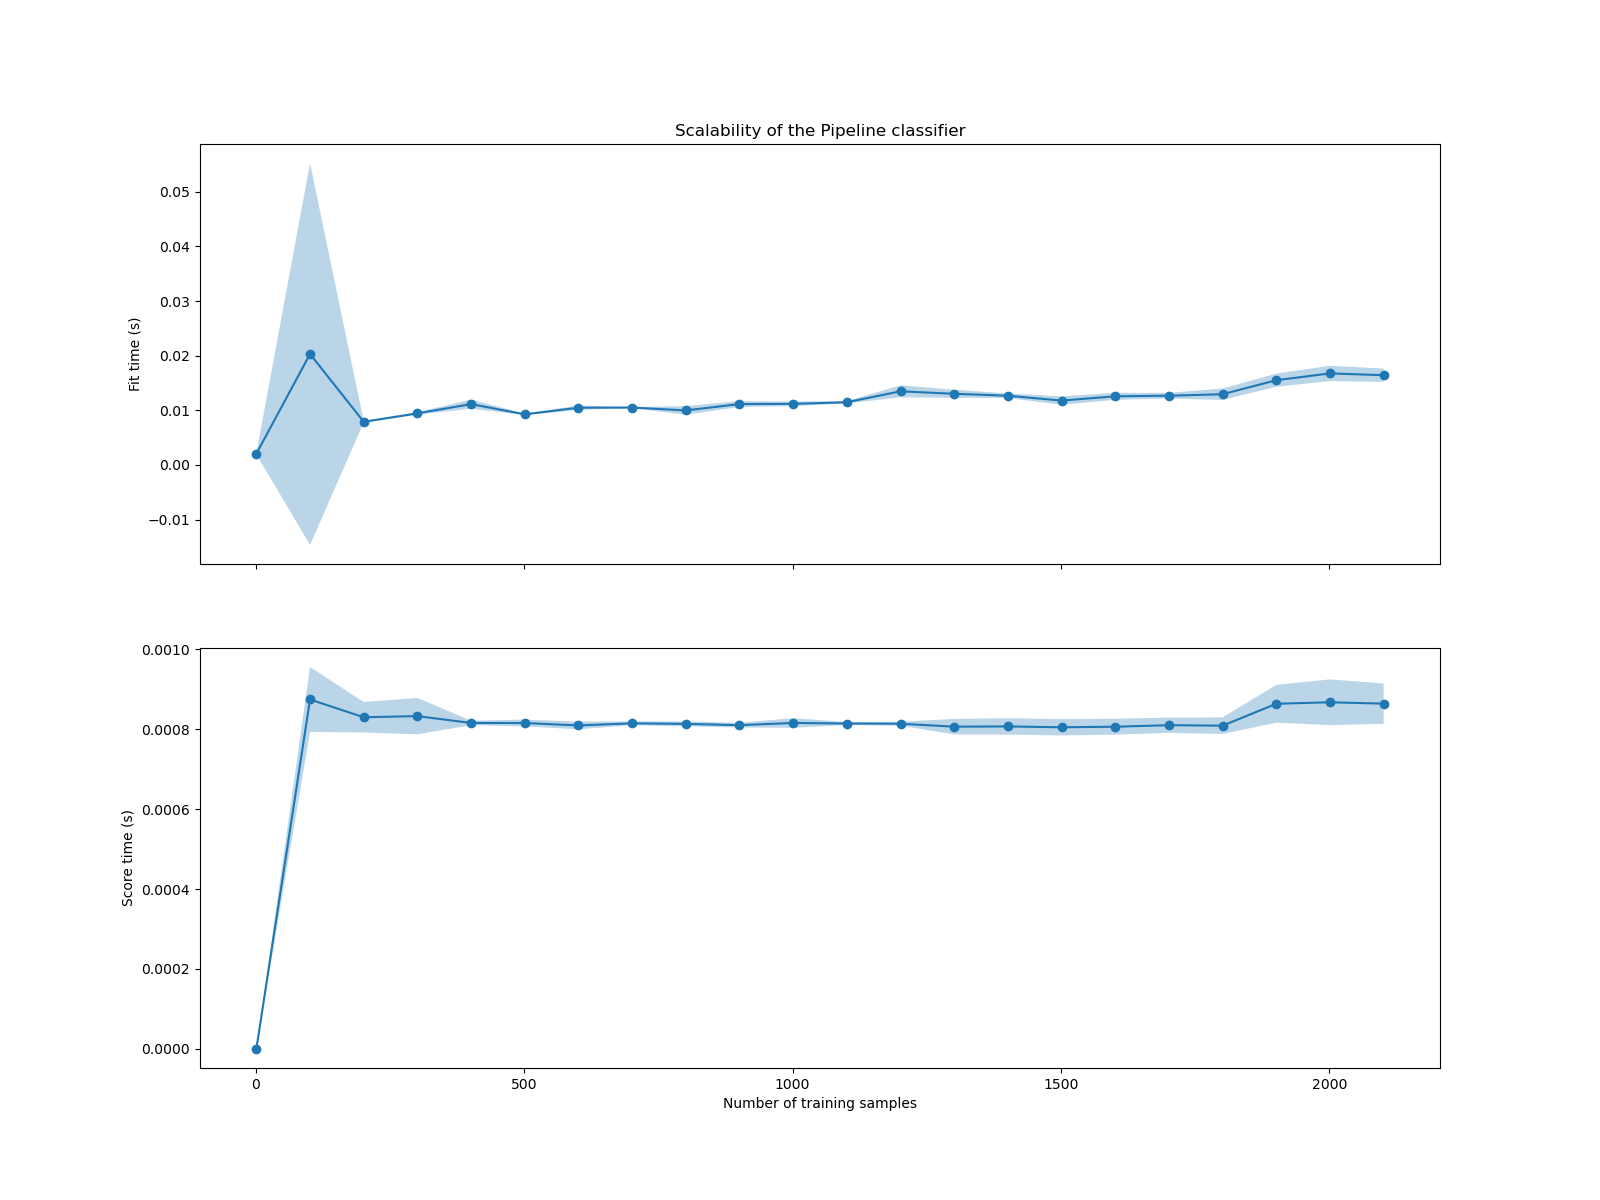 Scalability of the Pipeline classifier
0.05
0.04
0.03
0.02
0.01
0.00
−0.01
Fit time (s)
0.0010
0.0008
0.0006
0.0004
0.0002
0.0000
Score time (s)
0 500 1000 1500 2000
Number of training samples